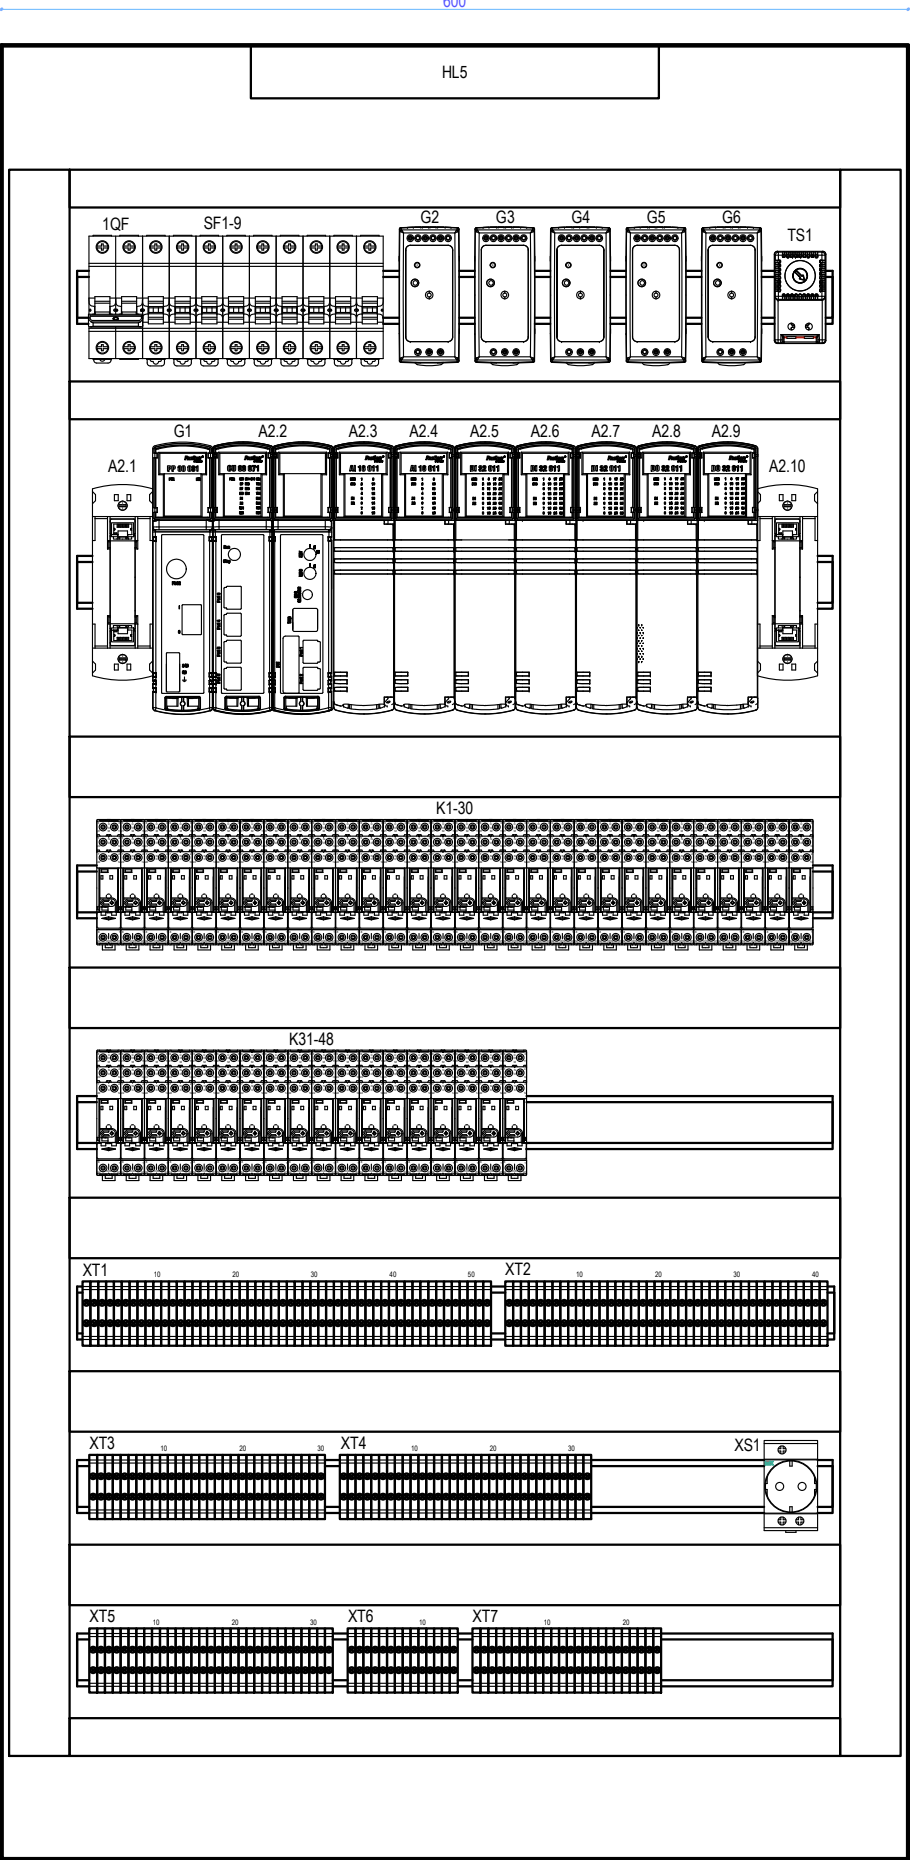 600
HL5
1QF SF1-9 G2 G3 G4 G5 G6 TS1
G1 A2.2 A2.3 A2.4 A2.5 A2.6 A2.7 A2.8 A2.9
A2.1 A2.10
K1-30
K31-48
XT1 10 20 30 40 50 XT2 10 20 30 40
XT3 10 20 30 XT4 10 20 30 XS1
XT5 10 20 30 XT6 10 XT7 10 20